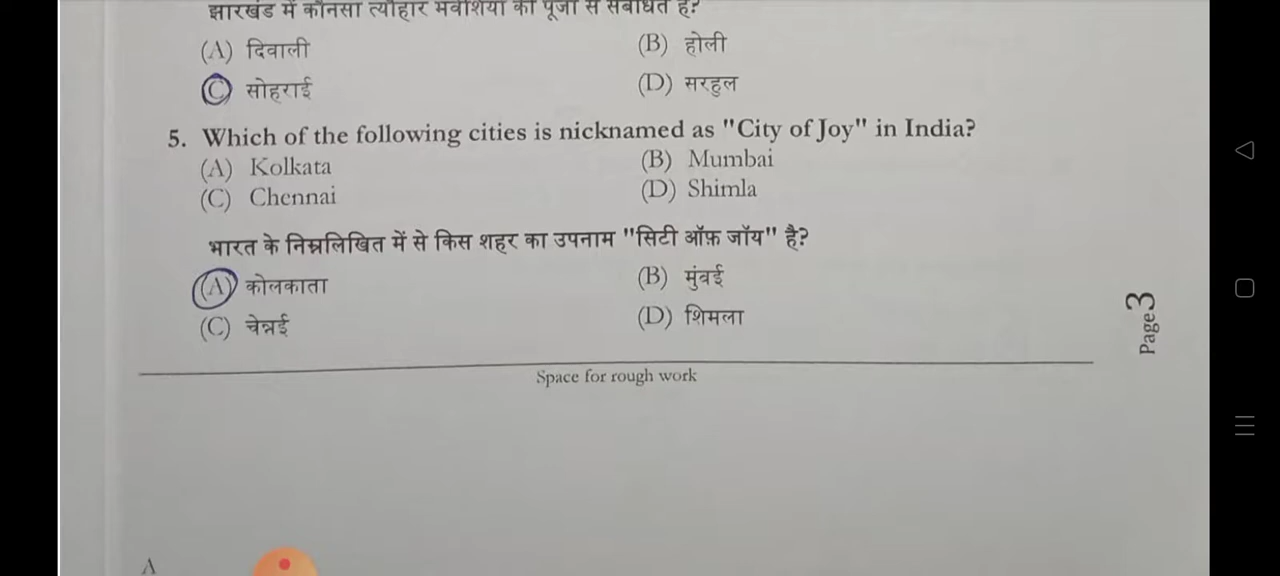 झारखंड में कौनसा त्यौहार मवेशियों की पूजा से संबंधित है?
(A) दिवाली (B) होली
(C) सोहराई (D) सरहुल
5. Which of the following cities is nicknamed as "City of Joy" in India?
(A) Kolkata (B) Mumbai
(C) Chennai (D) Shimla
भारत के निम्नलिखित में से किस शहर का उपनाम "सिटी ऑफ़ जॉय" है?
(A) कोलकाता (B) मुंबई
(C) चेन्नई (D) शिमला
Page 3
Space for rough work
A